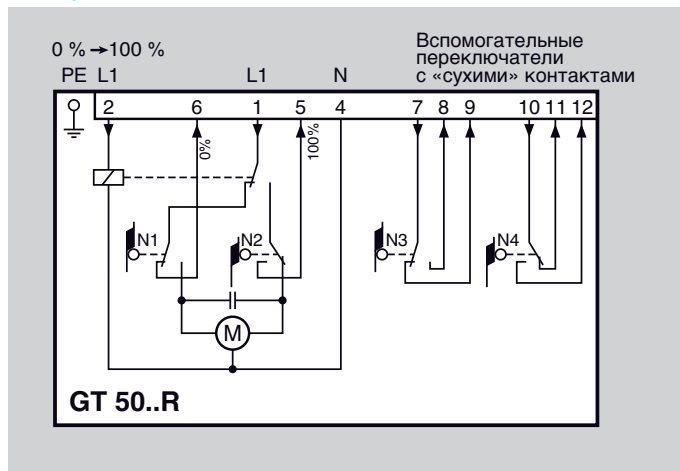 0 % → 100 %
Вспомогательные
переключатели
с «сухими» контактами
PE L1 L1 N
2 6 1 5 4 7 8 9 10 11 12
0%
100%
N1 N2 N3 N4
M
GT 50..R